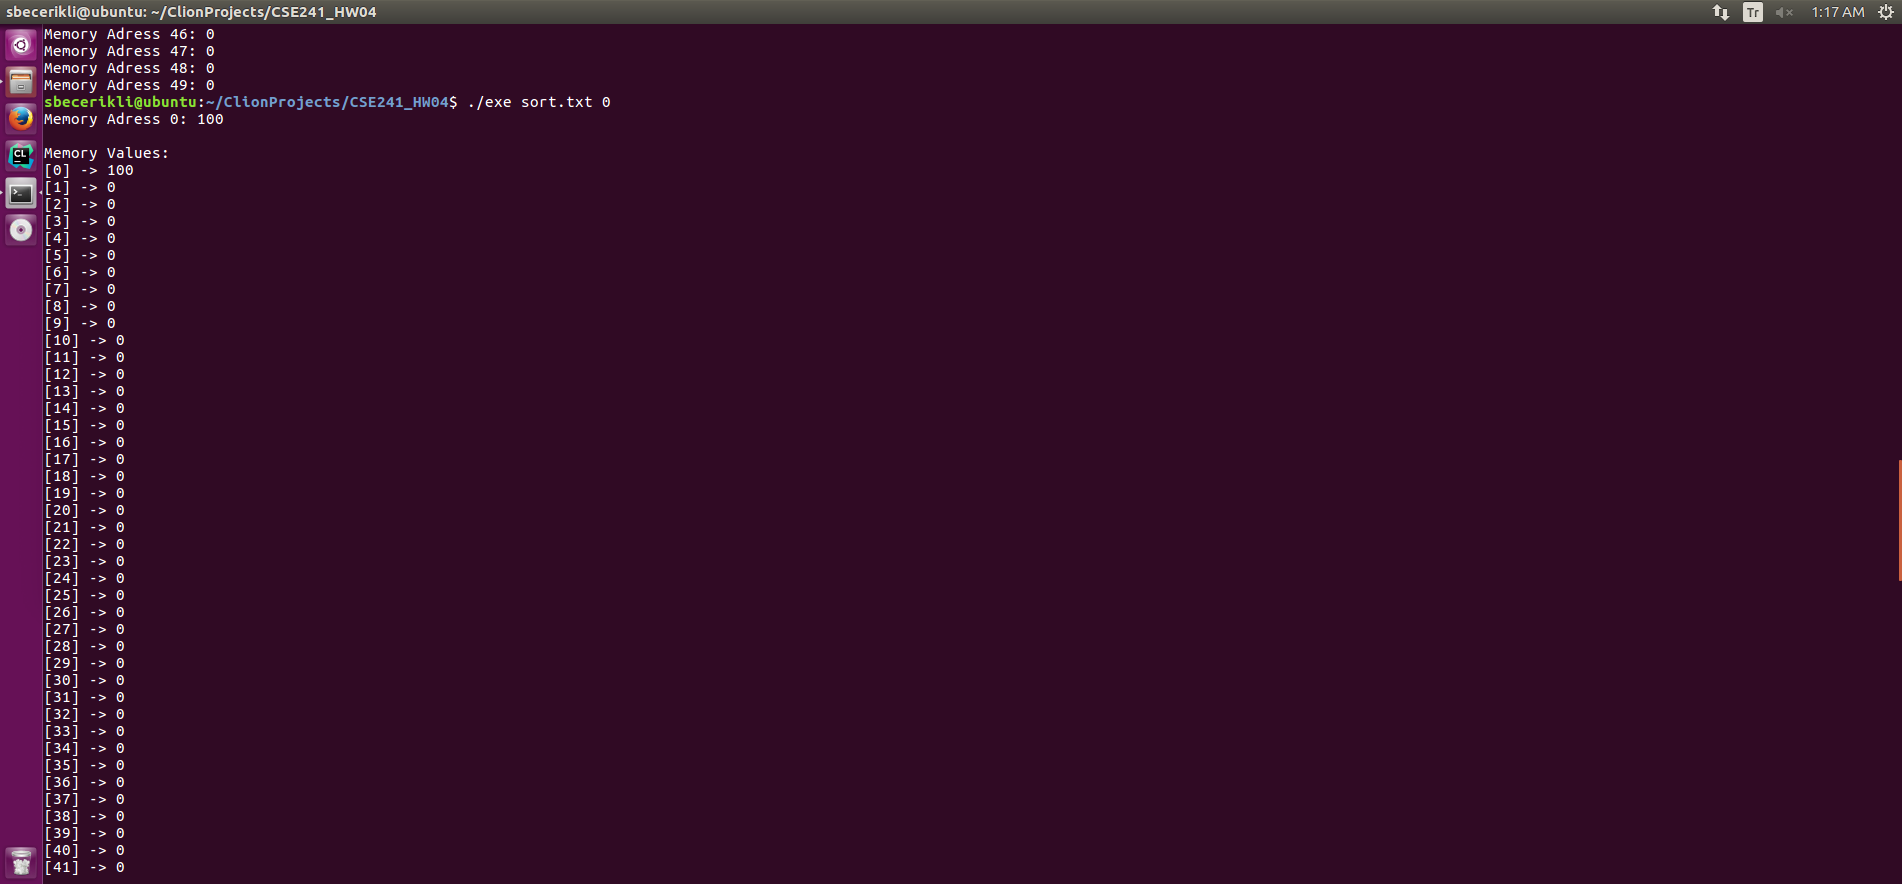 sbecerikli@ubuntu: ~/ClionProjects/CSE241_HW04
Tr
1:17 AM
Memory Adress 46: 0
Memory Adress 47: 0
Memory Adress 48: 0
Memory Adress 49: 0
sbecerikli@ubuntu:~/ClionProjects/CSE241_HW04$ ./exe sort.txt 0
Memory Adress 0: 100
Memory Values:
[0] -> 100
[1] -> 0
[2] -> 0
[3] -> 0
[4] -> 0
[5] -> 0
[6] -> 0
[7] -> 0
[8] -> 0
[9] -> 0
[10] -> 0
[11] -> 0
[12] -> 0
[13] -> 0
[14] -> 0
[15] -> 0
[16] -> 0
[17] -> 0
[18] -> 0
[19] -> 0
[20] -> 0
[21] -> 0
[22] -> 0
[23] -> 0
[24] -> 0
[25] -> 0
[26] -> 0
[27] -> 0
[28] -> 0
[29] -> 0
[30] -> 0
[31] -> 0
[32] -> 0
[33] -> 0
[34] -> 0
[35] -> 0
[36] -> 0
[37] -> 0
[38] -> 0
[39] -> 0
[40] -> 0
[41] -> 0
CL